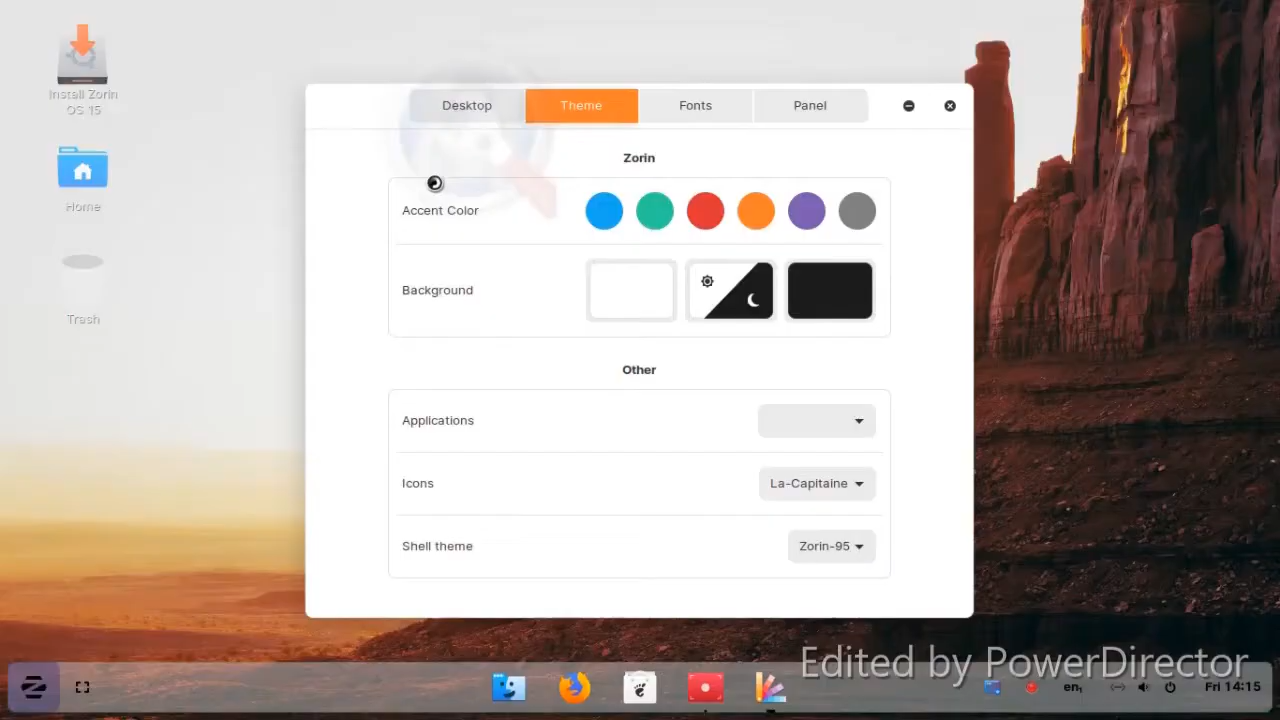 Install Zorin
OS 15
Home
Trash
Desktop
Theme
Fonts
Panel
Zorin
Accent Color
Background
Other
Applications
Icons
La-Capitaine
Shell theme
Zorin-95
Edited by PowerDirector
en₁
Fri 14:15